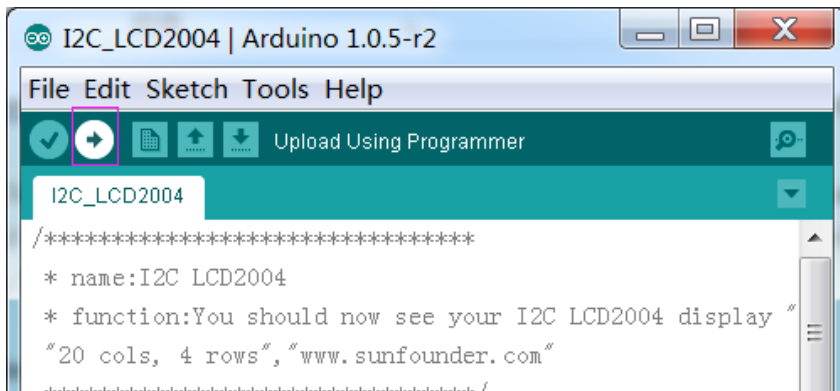 I2C_LCD2004 | Arduino 1.0.5-r2
File Edit Sketch Tools Help
Upload Using Programmer
I2C_LCD2004
/********************************
* name:I2C LCD2004
* function:You should now see your I2C LCD2004 display "
"20 cols, 4 rows","www.sunfounder.com"
********************************/